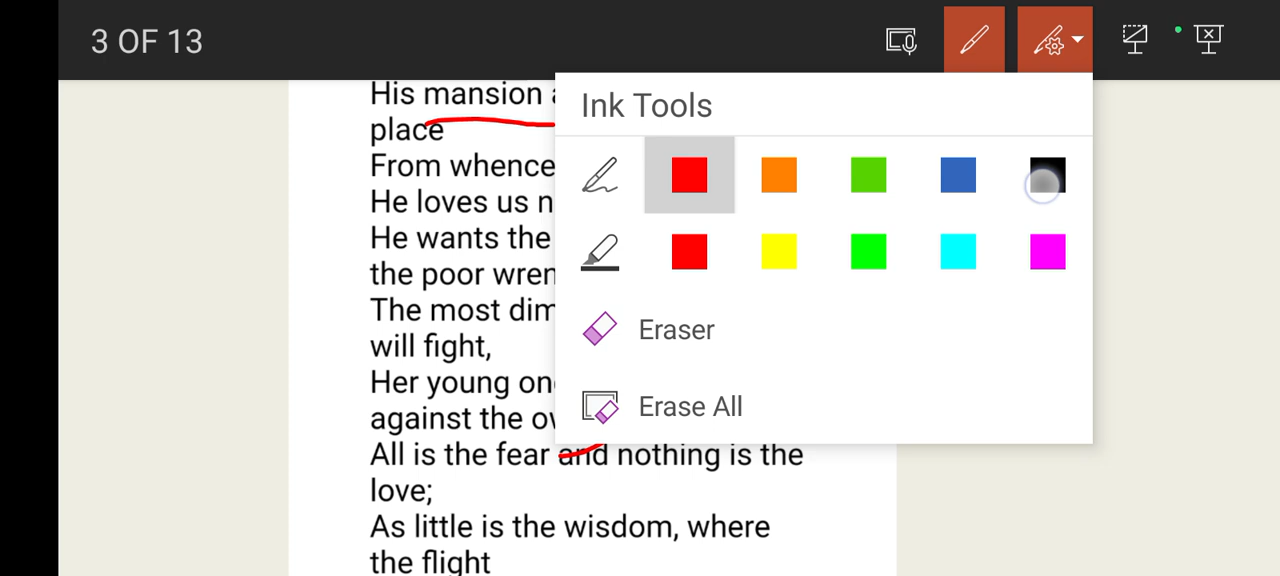 3 OF 13
His mansion
place
From whence
He loves us
He wants the
the poor wren
The most
will fight,
Her young
against the
All is the fear and nothing is the
love;
As little is the wisdom, where
the flight
Ink Tools
Eraser
Erase All